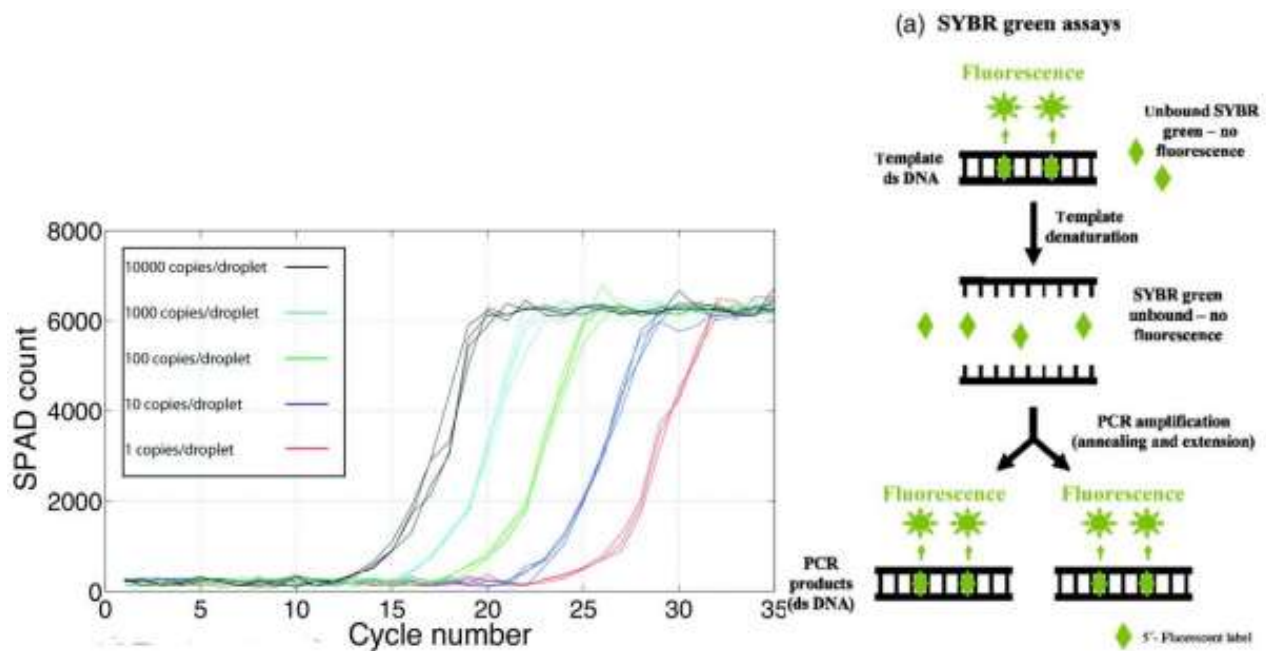 8000
6000
4000
2000
0
SPAD count
10000 copies/droplet
1000 copies/droplet
100 copies/droplet
10 copies/droplet
1 copies/droplet
0 5 10 15 20 25 30 35
Cycle number
(a) SYBR green assays
Fluorescence
Unbound SYBR
green – no
fluorescence
Template
ds DNA
Template
denaturation
SYBR green
unbound – no
fluorescence
PCR amplification
(annealing and extension)
Fluorescence
Fluorescence
PCR
products
(ds DNA)
5'- Fluorescent label